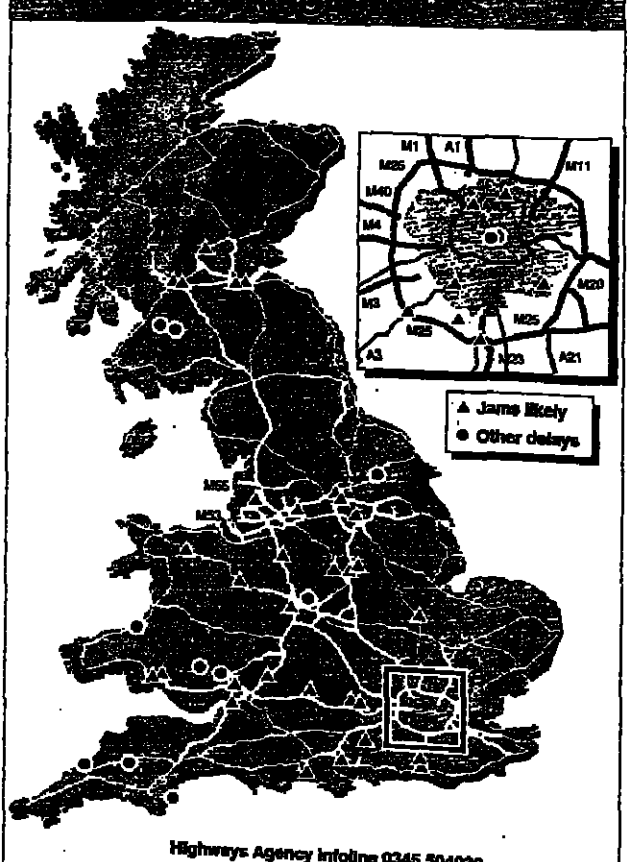 M1 A1
M25 M11
M40
M4
M20
M3
M25 M25
A3 M23 A21
Jams likely
Other delays
M55
M53
Highways Agency infoline 0345 504030